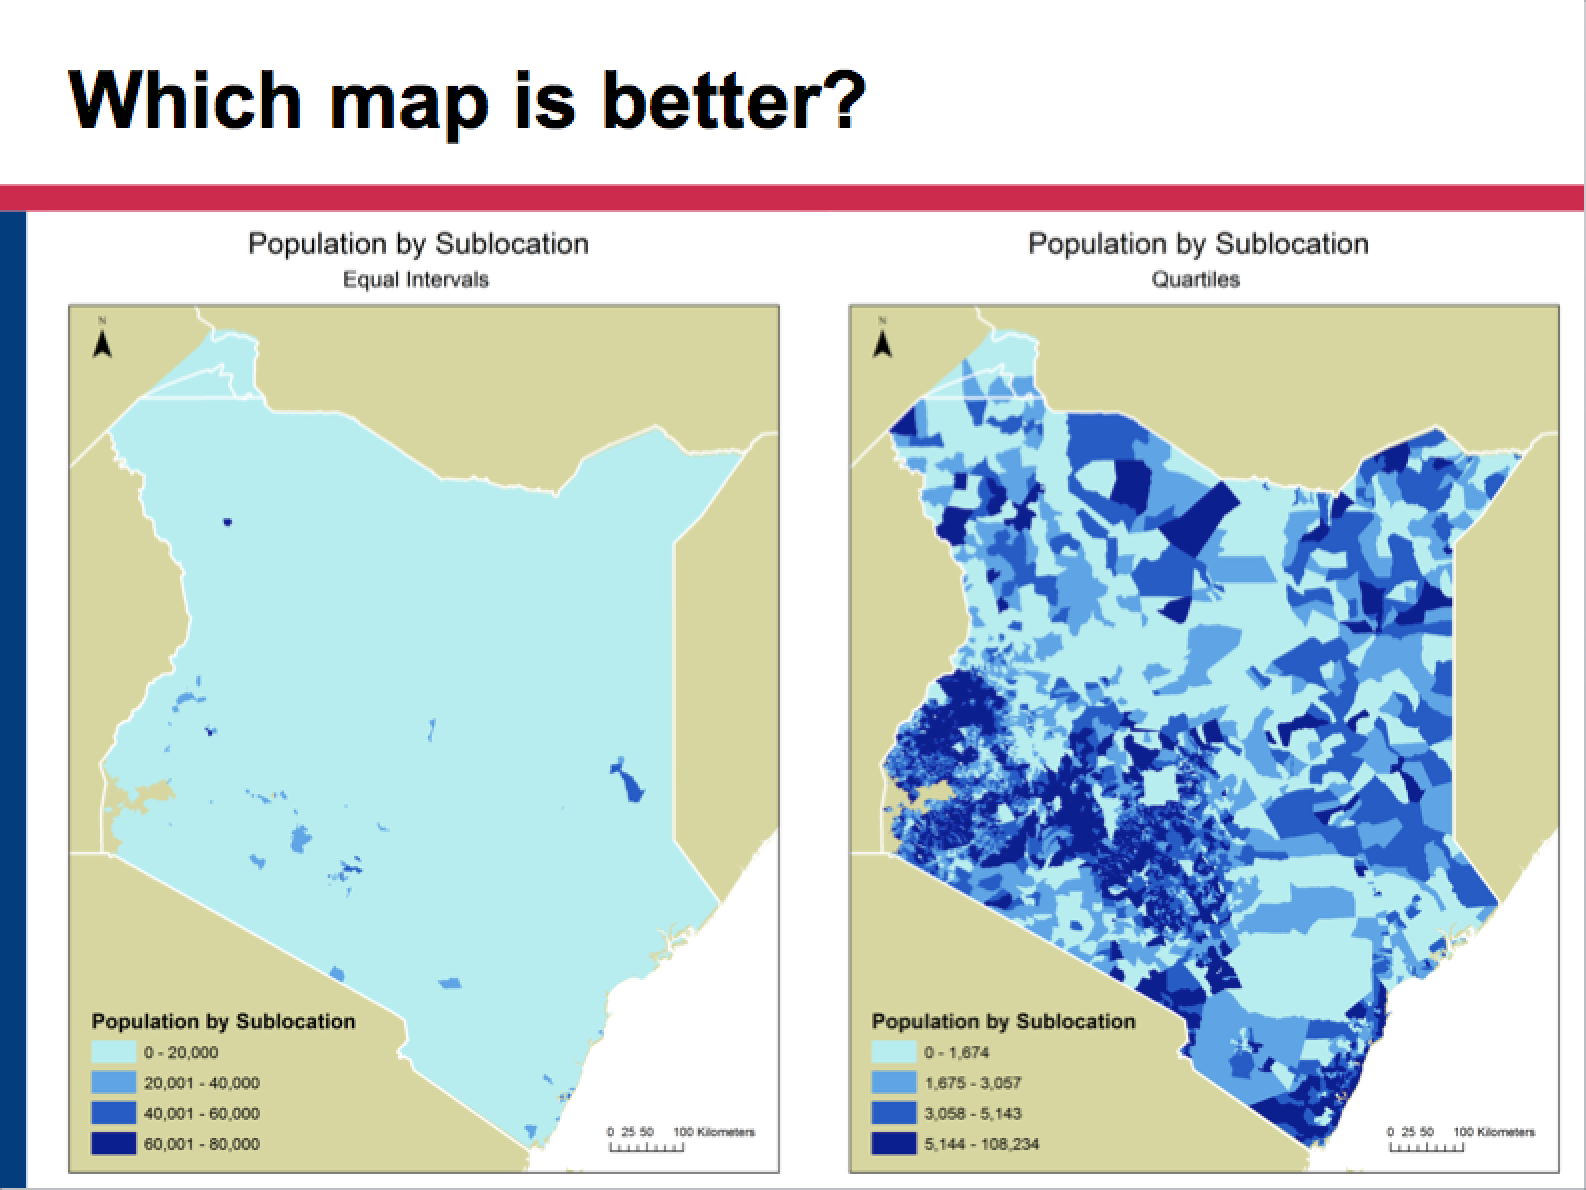 Which map is better?
Population by Sublocation
Equal Intervals
N
Population by Sublocation
0 - 20,000
20,001 - 40,000
40,001 - 60,000
60,001 - 80,000
0 25 50 100 Kilometers
Population by Sublocation
Quartiles
N
Population by Sublocation
0 - 1,674
1,675 - 3,057
3,058 - 5,143
5,144 - 108,234
0 25 50 100 Kilometers